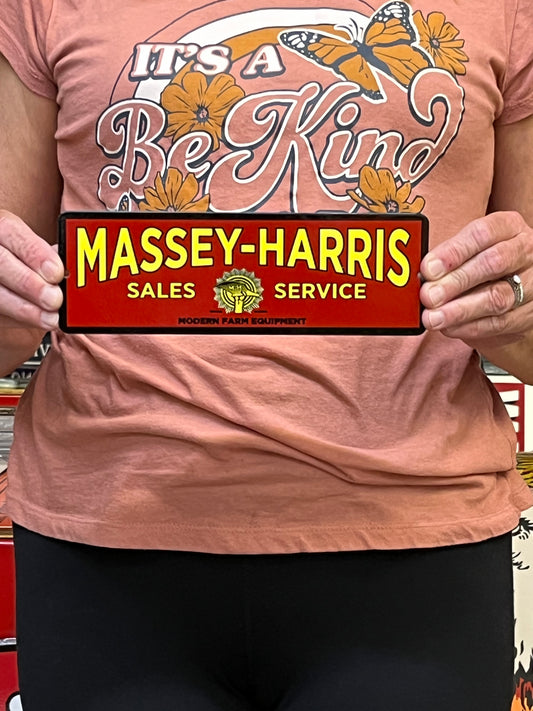 IT'S A
Be Kind
MASSEY-HARRIS
SALES SERVICE
MODERN FARM EQUIPMENT